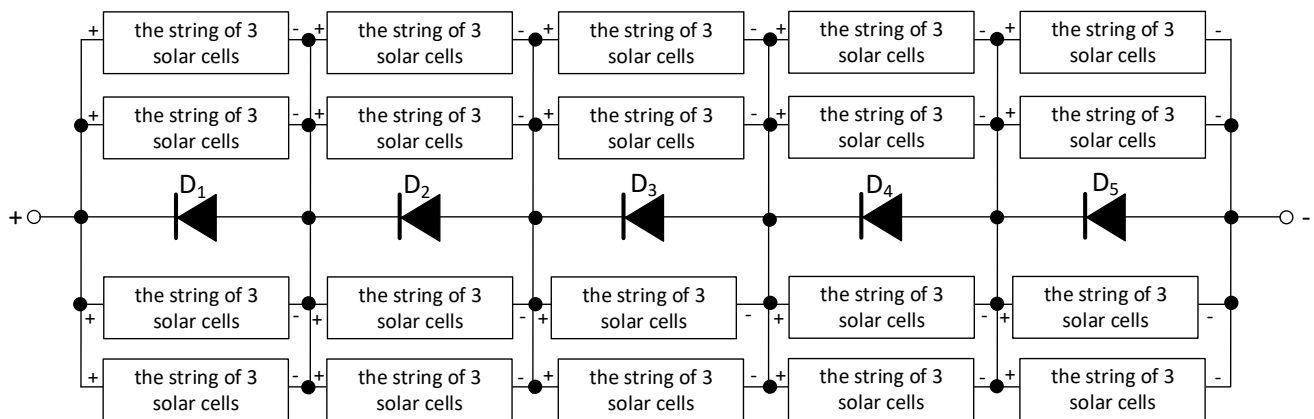 + the string of 3 solar cells - + the string of 3 solar cells - + the string of 3 solar cells - + the string of 3 solar cells - + the string of 3 solar cells -
+ the string of 3 solar cells - + the string of 3 solar cells - + the string of 3 solar cells - + the string of 3 solar cells - + the string of 3 solar cells -
+ D1 D2 D3 D4 D5 -
+ the string of 3 solar cells - + the string of 3 solar cells - + the string of 3 solar cells - + the string of 3 solar cells - + the string of 3 solar cells -
+ the string of 3 solar cells - + the string of 3 solar cells - + the string of 3 solar cells - + the string of 3 solar cells - + the string of 3 solar cells -